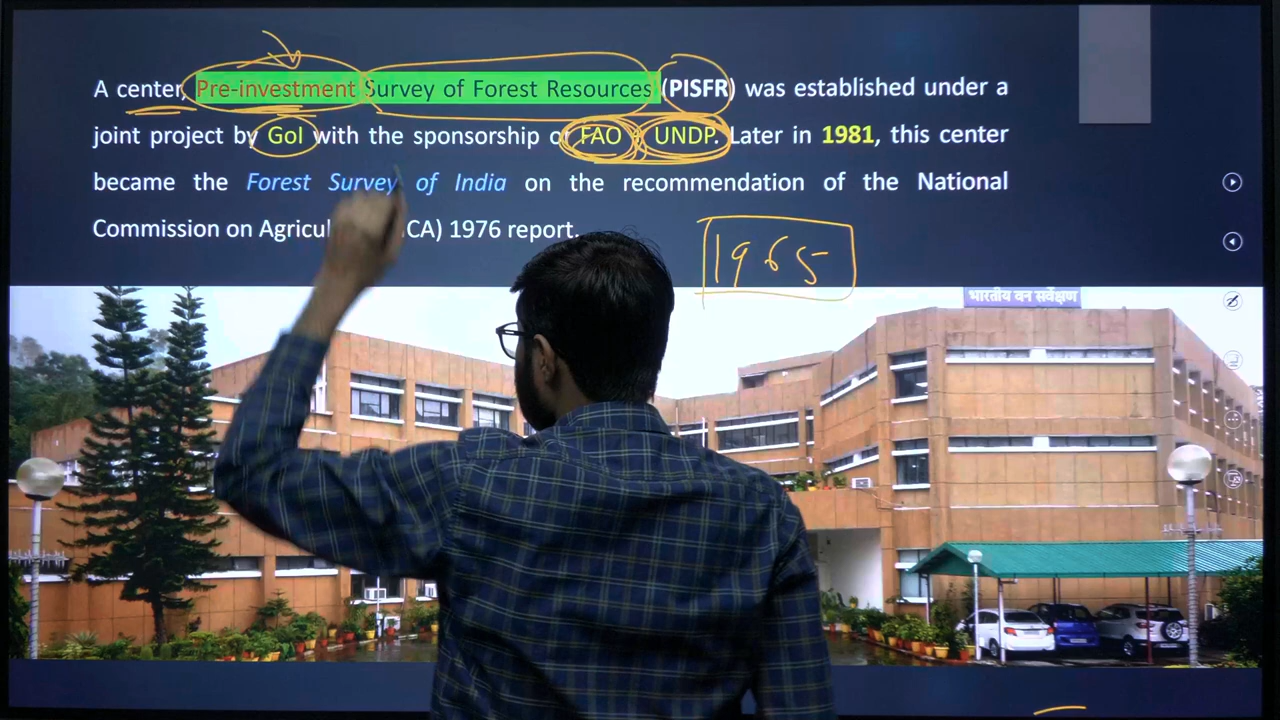 A center, Pre-investment Survey of Forest Resources (PISFR) was established under a
joint project by GoI with the sponsorship of FAO - UNDP. Later in 1981, this center
became the Forest Survey of India on the recommendation of the National
Commission on CA) 1976 report.
1965
भारतीय वन सर्वेक्षण